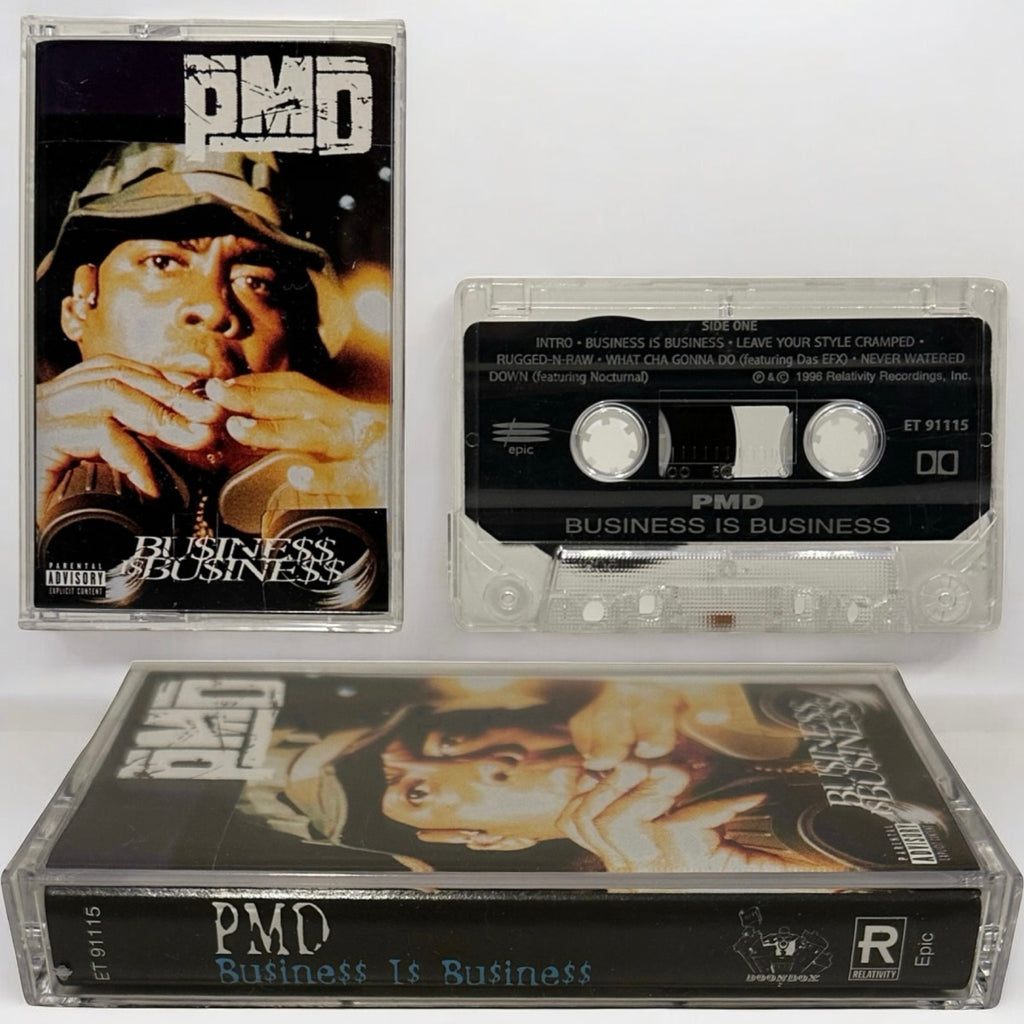 PMD
BU$INE$$
I$BU$INE$$
PARENTAL
ADVISORY
EXPLICIT CONTENT
SIDE ONE
INTRO • BUSINESS IS BUSINESS • LEAVE YOUR STYLE CRAMPED •
RUGGED-N-RAW • WHAT CHA GONNA DO (featuring Das EFX) • NEVER WATERED
DOWN (featuring Nocturnal) ℗ & © 1996 Relativity Recordings, Inc.
epic
ET 91115
PMD
BUSINESS IS BUSINESS
PMD
BU$INE$$
I$BU$INE$$
PARENTAL
ADVISORY
ET 91115
PMD
Bu$ine$$ I$ Bu$ine$$
BOONDOX
R
RELATIVITY
Epic